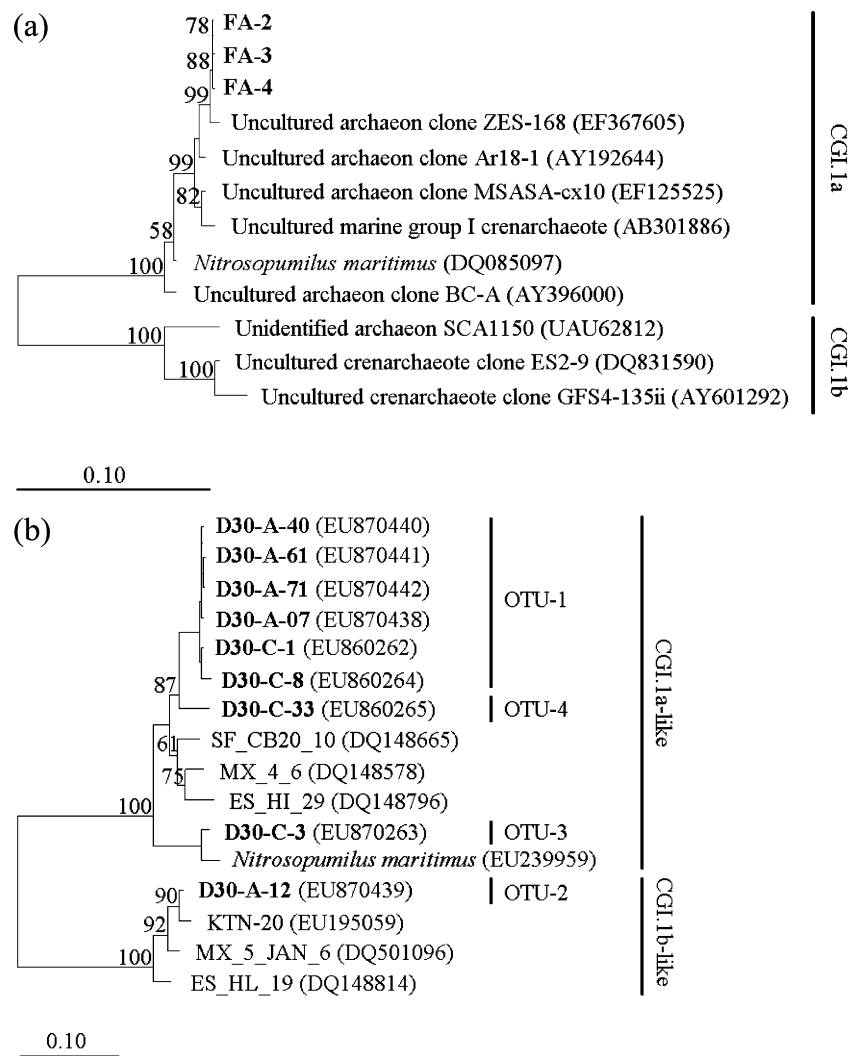 (a)
78 FA-2
88 FA-3
FA-4
99
Uncultured archaeon clone ZES-168 (EF367605)
Uncultured archaeon clone Ar18-1 (AY192644)
99
Uncultured archaeon clone MSASA-cx10 (EF125525)
82
Uncultured marine group I crenarchaeote (AB301886)
58
Nitrosopumilus maritimus (DQ085097)
100
Uncultured archaeon clone BC-A (AY396000)
CGI.1a
Unidentified archaeon SCA1150 (UAU62812)
100
Uncultured crenarchaeote clone ES2-9 (DQ831590)
100
Uncultured crenarchaeote clone GFS4-135ii (AY601292)
CGI.1b
0.10
(b)
D30-A-40 (EU870440)
D30-A-61 (EU870441)
D30-A-71 (EU870442)
OTU-1
D30-A-07 (EU870438)
D30-C-1 (EU860262)
D30-C-8 (EU860264)
87
D30-C-33 (EU860265) OTU-4
61
SF_CB20_10 (DQ148665)
75
MX_4_6 (DQ148578)
ES_HI_29 (DQ148796)
100
D30-C-3 (EU870263) OTU-3
Nitrosopumilus maritimus (EU239959)
CGI.1a-like
90
D30-A-12 (EU870439) OTU-2
92
KTN-20 (EU195059)
MX_5_JAN_6 (DQ501096)
100
ES_HL_19 (DQ148814)
CGI.1b-like
0.10